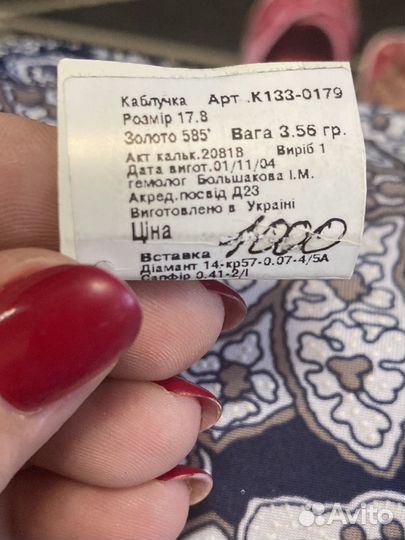 Каблучка Арт.К133-0179
Розмір 17.8
Золото 585' Вага 3.56 гр.
Акт кальк.20818 Виріб 1
Дата вигот.01/11/04
гемолог Большакова І.М.
Акред.посвід Д23
Виготовлено в Україні
Ціна 1000
Вставка
Діамант 14-кр57-0.07-4/5А
Сапфір 0.41-2/І
Avito